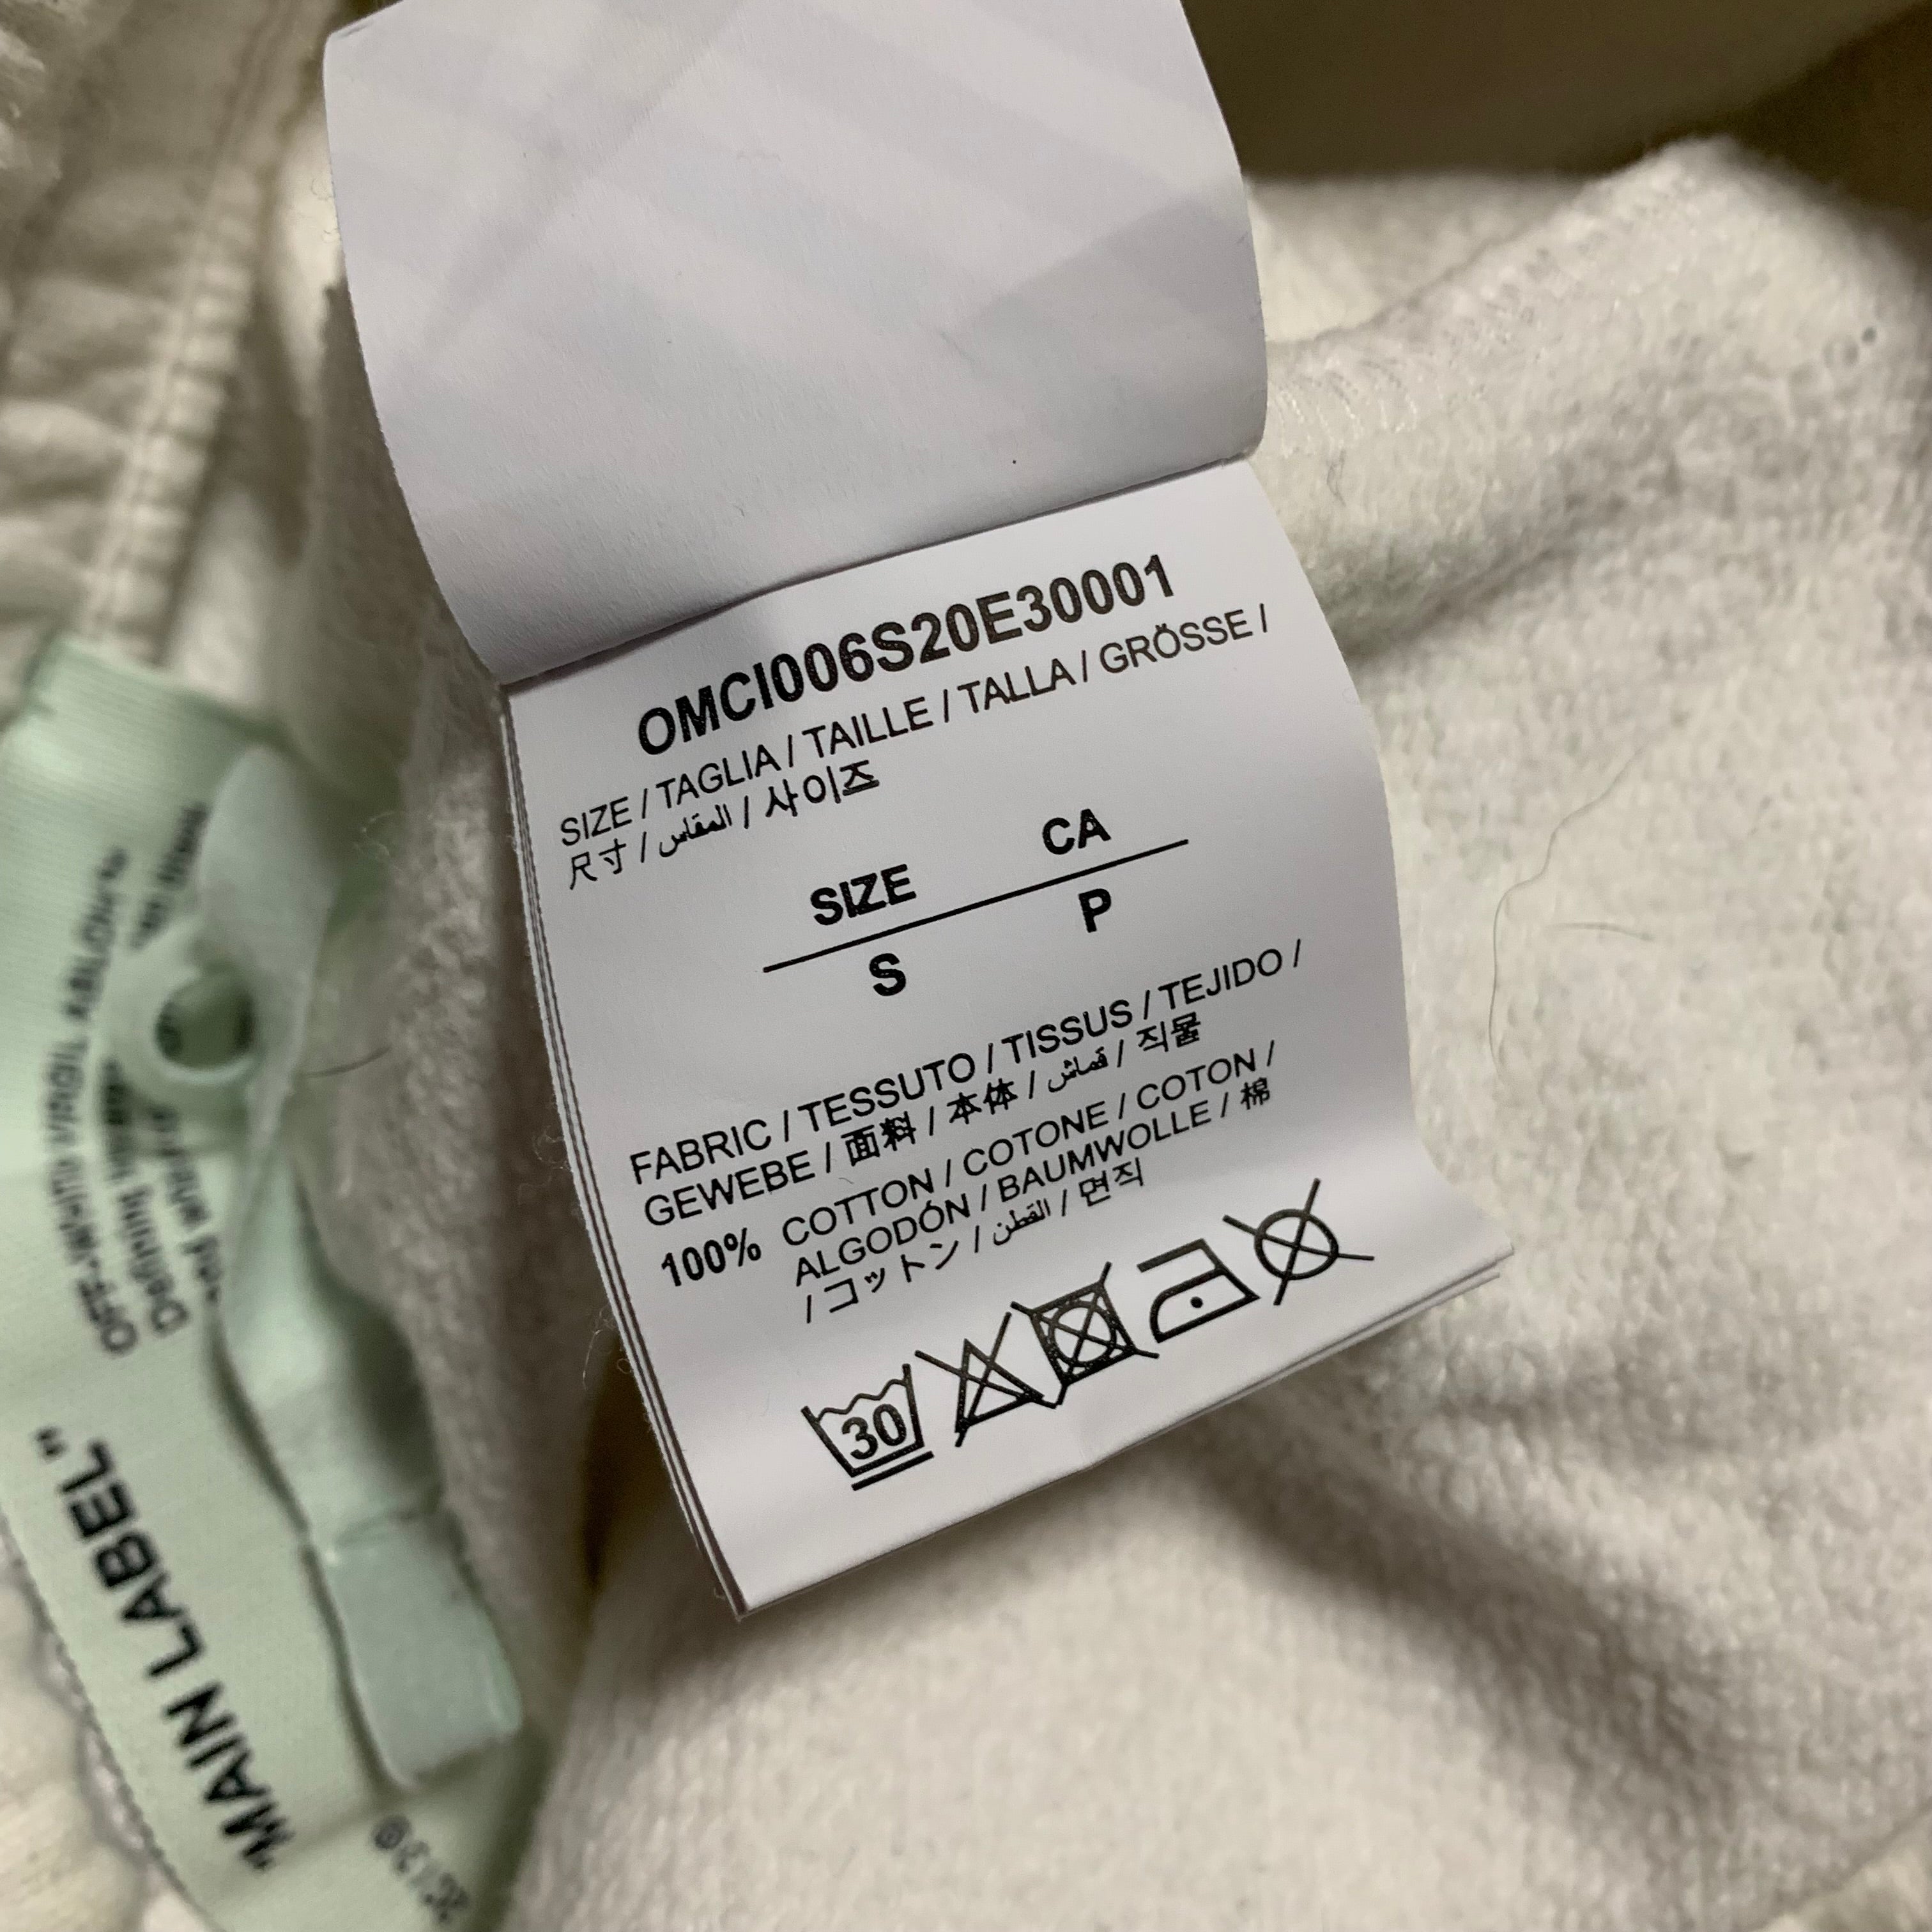 OMCI006S20E30001
SIZE / TAGLIA / TAILLE / TALLA / GRÖSSE /
尺寸 / المقاس / 사이즈
SIZE CA
S P
FABRIC / TESSUTO / TISSUS / TEJIDO /
GEWEBE / 面料 / 本体 / قماش / 직물
100% COTTON / COTONE / COTON /
ALGODÓN / BAUMWOLLE / 棉
/ コットン / القطن / 면직
30
OFF-WHITE VIRGIL ABLOH
Defining
"MAIN LABEL"